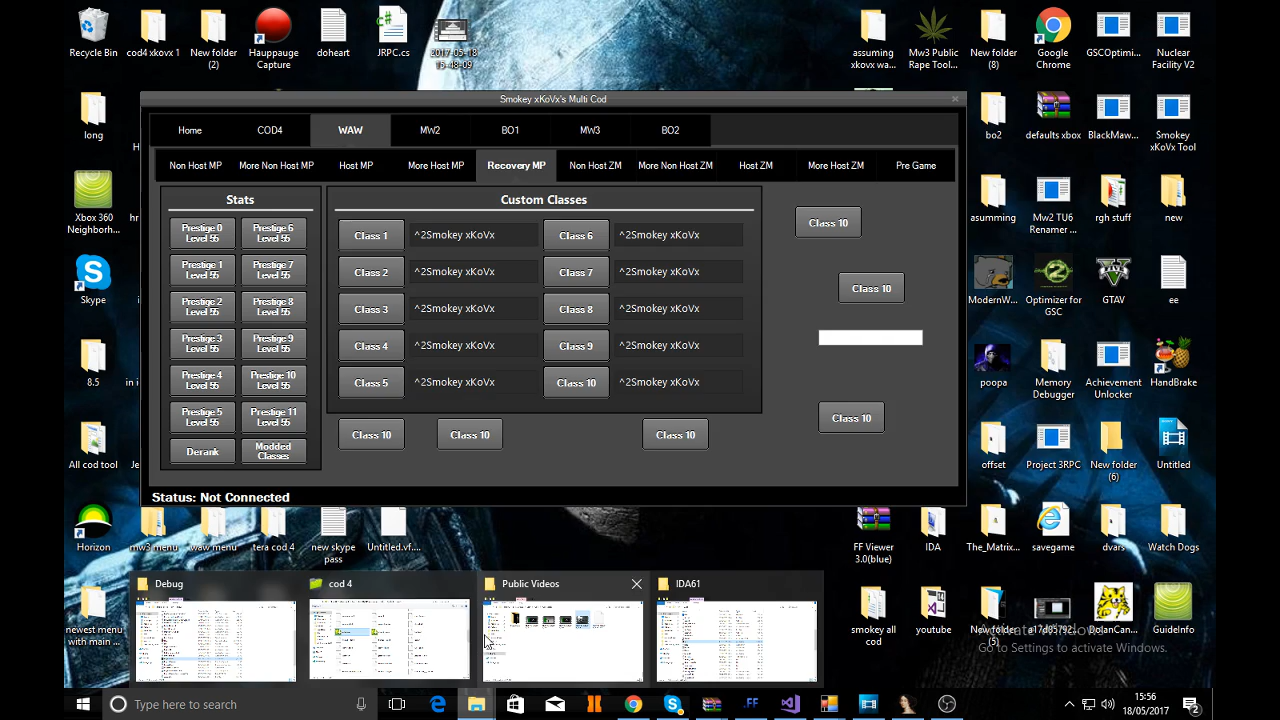 Recycle Bin
cod4 xkovx 1
New folder
(2)
Hauppauge
Capture
doheart
JRPC.cs
2017-05-18
15-48-09
assuming
xkovx wa...
Mw3 Public
Rape Tool...
New folder
(8)
Google
Chrome
GSCOptimi...
Nuclear
Facility V2
Smokey xKoVx's Multi Cod
Home
COD4
WAW
MW2
BO1
MW3
BO2
Non Host MP
More Non Host MP
Host MP
More Host MP
Recovery MP
Non Host ZM
More Non Host ZM
Host ZM
More Host ZM
Pre Game
Stats
Prestige 0
Level 55
Prestige 6
Level 55
Prestige 1
Level 55
Prestige 7
Level 55
Prestige 2
Level 55
Prestige 8
Level 55
Prestige 3
Level 55
Prestige 9
Level 55
Prestige 4
Level 55
Prestige 10
Level 55
Prestige 5
Level 55
Prestige 11
Level 55
Derank
Modded
Classes
Custom Classes
Class 1
^2Smokey xKoVx
Class 6
^2Smokey xKoVx
Class 2
^2Smokey xKoVx
Class 7
^2Smokey xKoVx
Class 3
^2Smokey xKoVx
Class 8
^2Smokey xKoVx
Class 4
^2Smokey xKoVx
Class 9
^2Smokey xKoVx
Class 5
^2Smokey xKoVx
Class 10
^2Smokey xKoVx
Class 10
Class 10
Class 10
Class 10
Class 10
Class 10
Status: Not Connected
long
Xbox 360
Neighborh...
Skype
8.5
in i
All cod tool
bo2
defaults xbox
BlackMaw...
Smokey
xKoVx Tool
asumming
Mw2 TU6
Renamer ...
rgh stuff
new
ModernW...
Optimizer for
GSC
GTAV
ee
poopa
Memory
Debugger
Achievement
Unlocker
HandBrake
offset
Project 3RPC
New folder
(6)
Untitled
Horizon
mw3 menu
waw menu
tera cod 4
new skype
pass
Untitled.vf...
FF Viewer
3.0(blue)
IDA
The_Matrix...
savegame
dvars
Watch Dogs
newest menu
with main ...
Debug
cod 4
Public Videos
IDA61
smokey all
cod
youtube
New folder
(5)
GuideInfo
Go to Settings to activate Windows.
Type here to search
.FF
15:56
18/05/2017
2